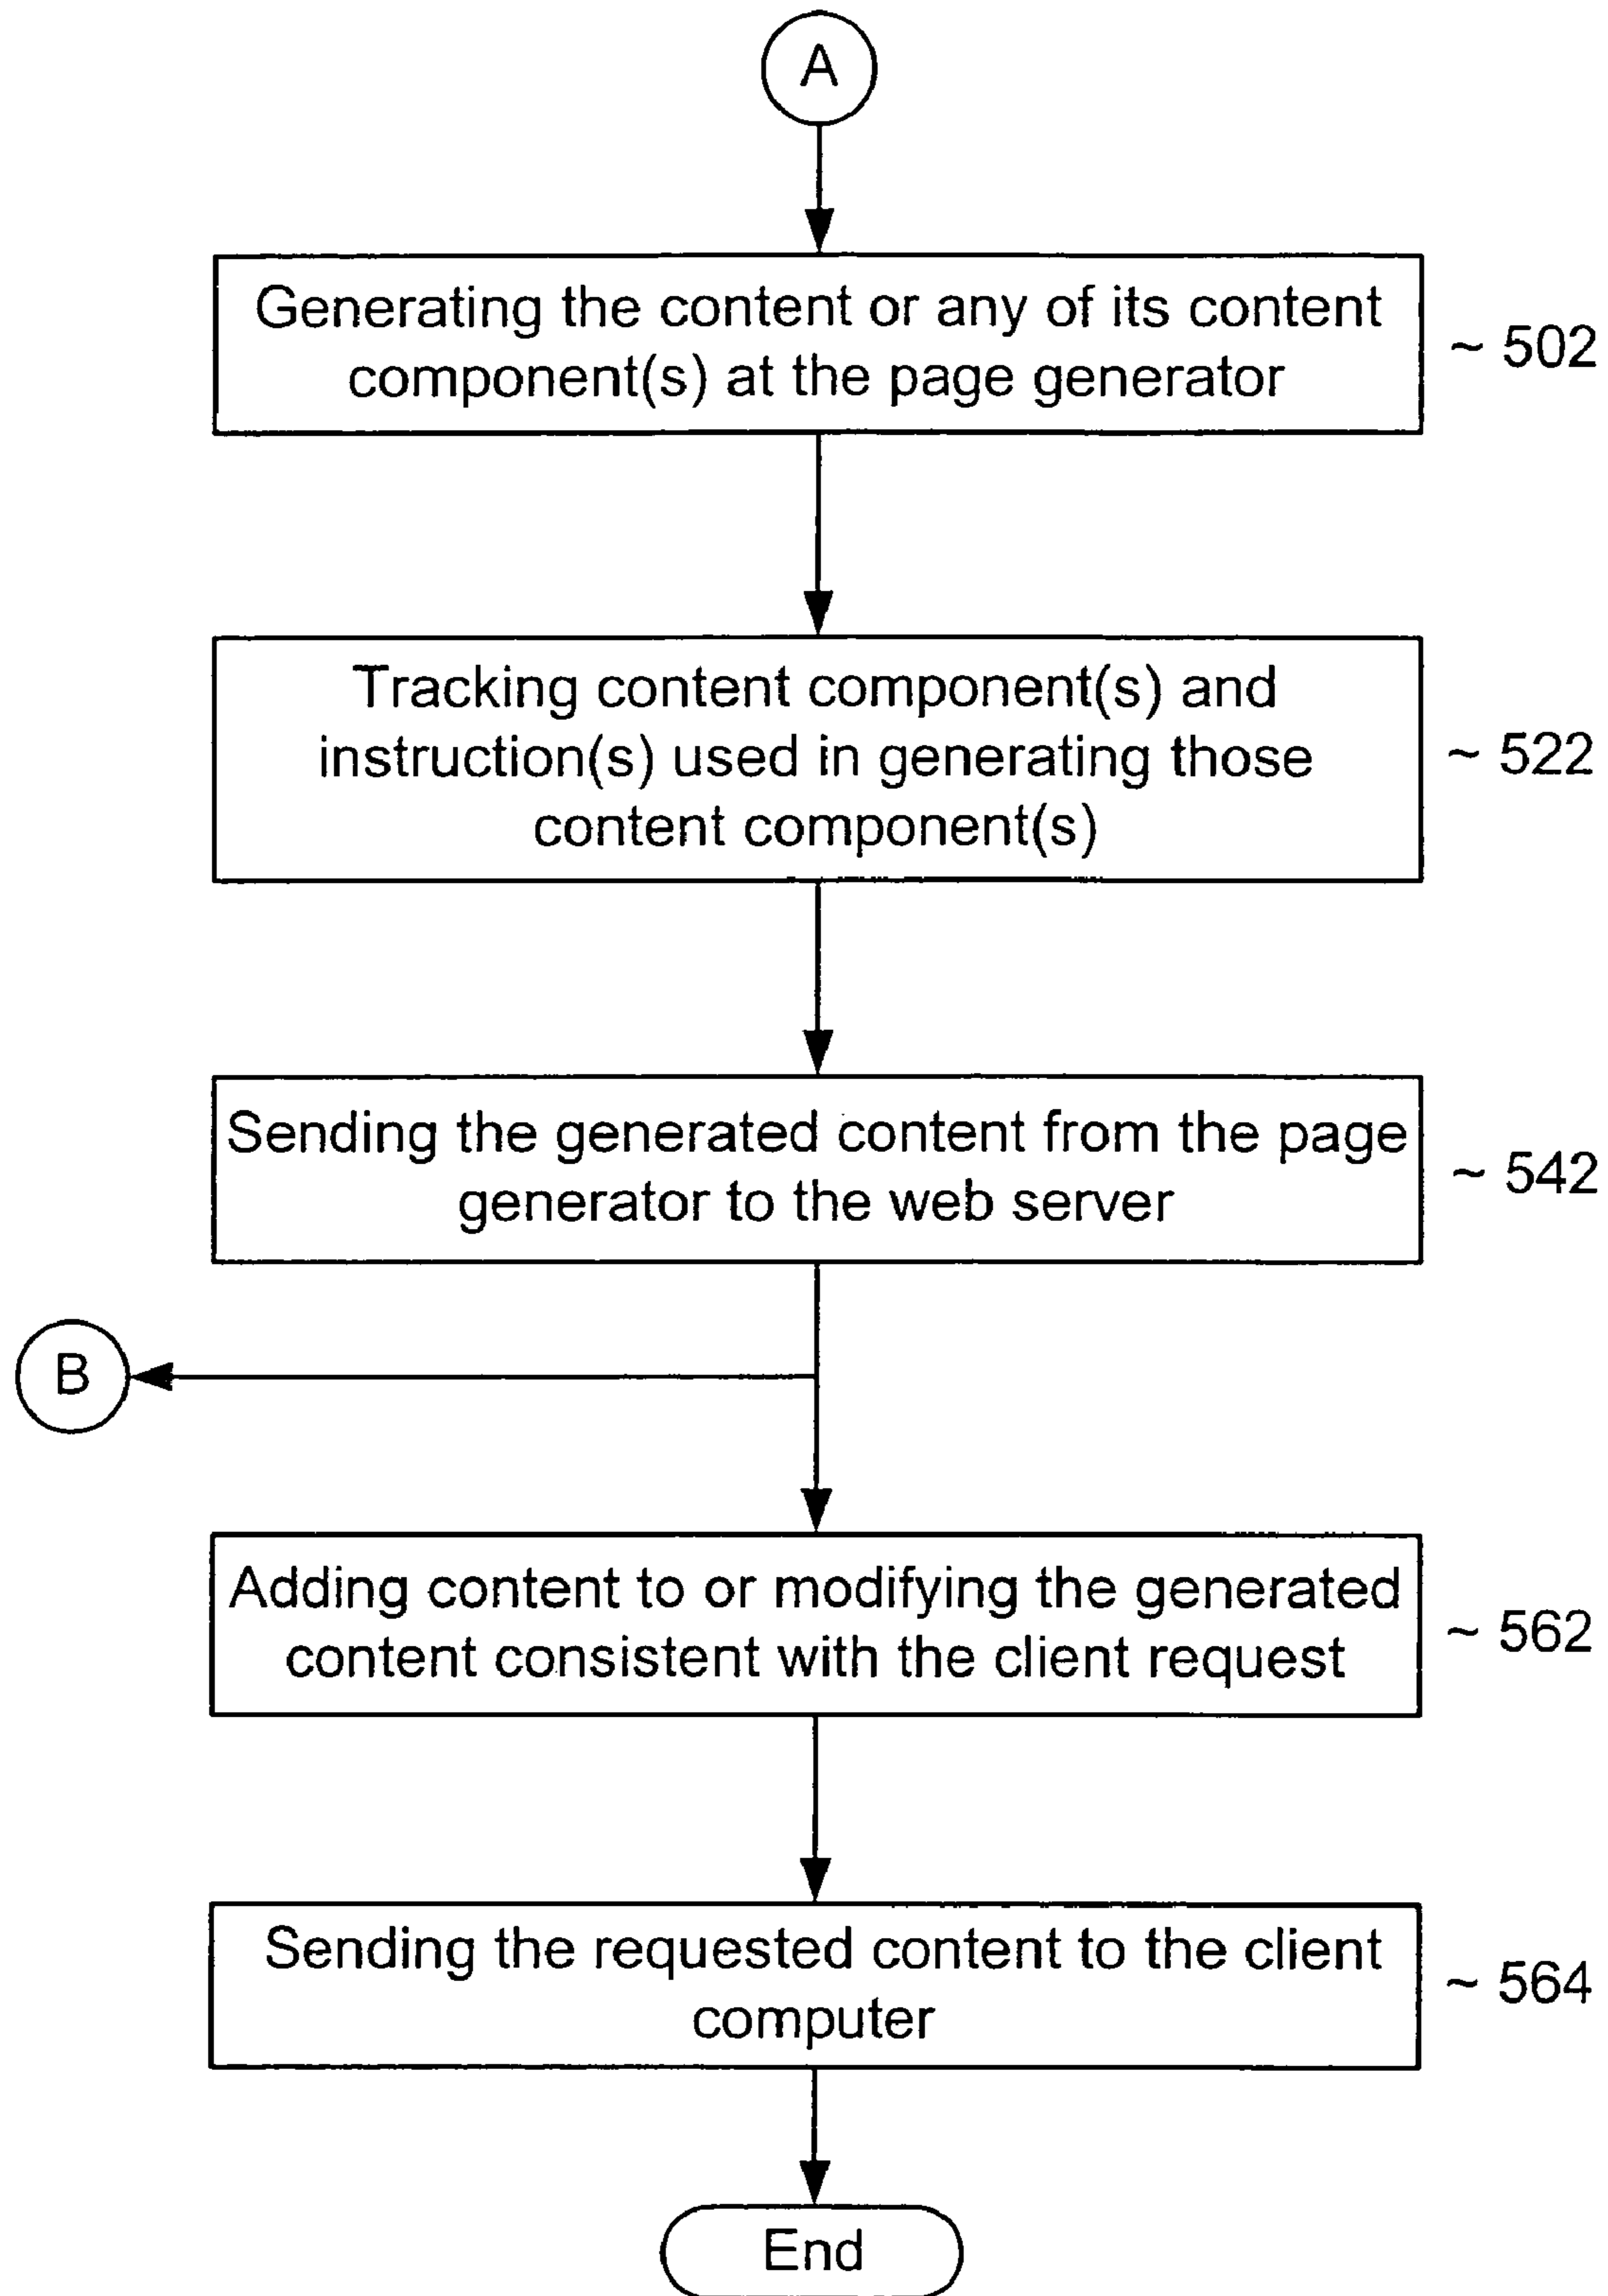 A
Generating the content or any of its content
component(s) at the page generator
~ 502
Tracking content component(s) and
instruction(s) used in generating those
content component(s)
~ 522
Sending the generated content from the page
generator to the web server
~ 542
B
Adding content to or modifying the generated
content consistent with the client request
~ 562
Sending the requested content to the client
computer
~ 564
End